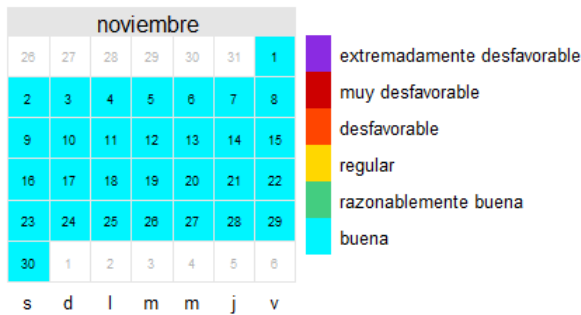 noviembre
26 27 28 29 30 31 1
2 3 4 5 6 7 8
9 10 11 12 13 14 15
16 17 18 19 20 21 22
23 24 25 26 27 28 29
30 1 2 3 4 5 6
s d l m m j v
extremadamente desfavorable
muy desfavorable
desfavorable
regular
razonablemente buena
buena